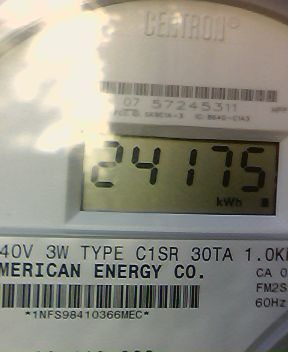 CENTRON®
07 57245311
24175
kWh
40V 3W TYPE C1SR 30TA 1.0K
MERICAN ENERGY CO.
CA 0
FM2S
60Hz
*1NFS98410366MEC*